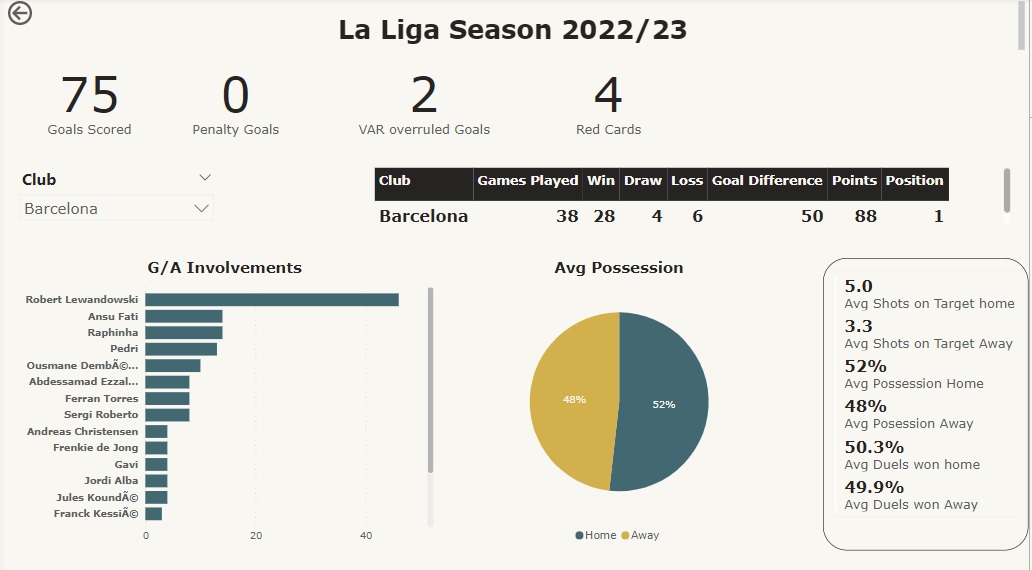 La Liga Season 2022/23
75
Goals Scored
0
Penalty Goals
2
VAR overruled Goals
4
Red Cards
Club
Barcelona
Club Games Played Win Draw Loss Goal Difference Points Position
Barcelona 38 28 4 6 50 88 1
G/A Involvements
Robert Lewandowski
Ansu Fati
Raphinha
Pedri
Ousmane DembÃ©...
Abdessamad Ezzal...
Ferran Torres
Sergi Roberto
Andreas Christensen
Frenkie de Jong
Gavi
Jordi Alba
Jules KoundÃ©
Franck KessiÃ©
0 20 40
Avg Possession
48%
52%
Home Away
5.0
Avg Shots on Target home
3.3
Avg Shots on Target Away
52%
Avg Possession Home
48%
Avg Posession Away
50.3%
Avg Duels won home
49.9%
Avg Duels won Away